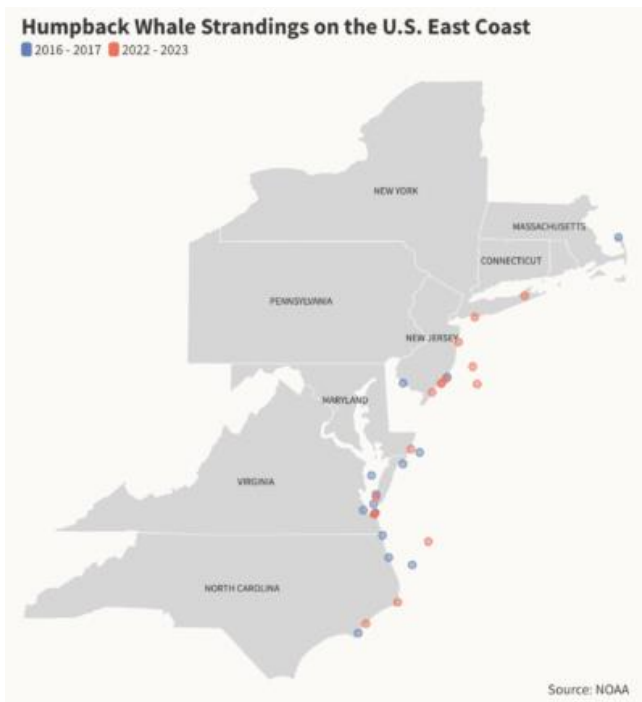 Humpback Whale Strandings on the U.S. East Coast
2016 - 2017 2022 - 2023
NEW YORK
MASSACHUSETTS
CONNECTICUT
PENNSYLVANIA
NEW JERSEY
MARYLAND
VIRGINIA
NORTH CAROLINA
Source: NOAA